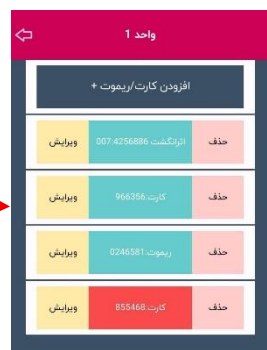 واحد 1
افزودن کارت/ریموت +
حذف اثرانگشت 007:4256886 ویرایش
حذف کارت:966356 ویرایش
حذف ریموت:0246581 ویرایش
حذف کارت:855468 ویرایش